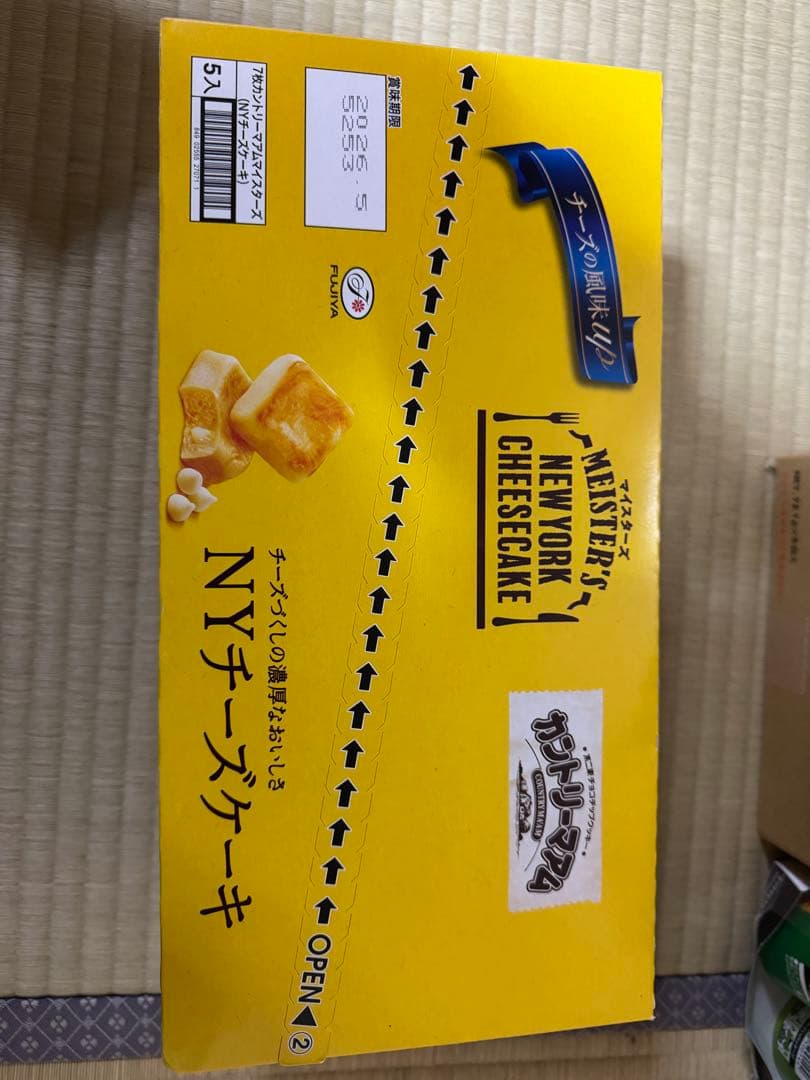 チーズの風味up
マイスターズ
MEISTER'S
NEW YORK
CHEESECAKE
カントリーマアム
COUNTRY MA'AM
賞味期限
2026.5
5253
7枚カントリーマアムマイスターズ
(NYチーズケーキ)
5入
FUJIYA
チーズづくしの濃厚なおいしさ
NYチーズケーキ
OPEN
②